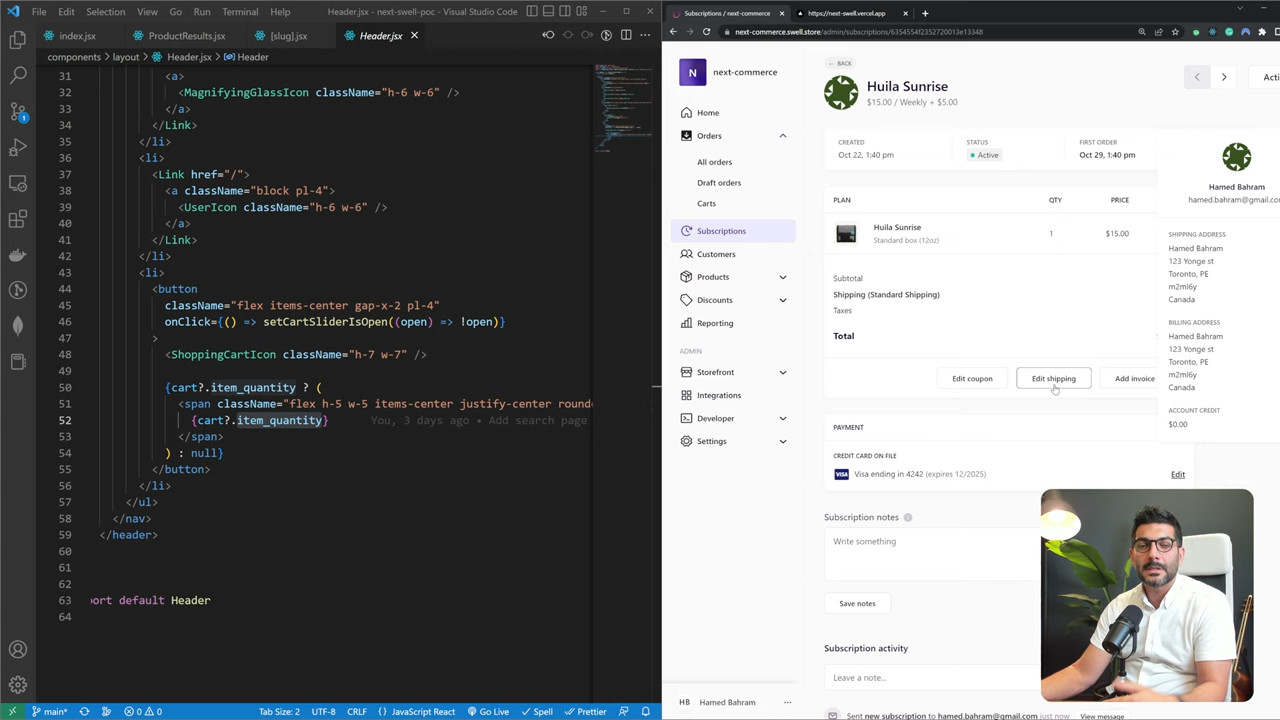 File Edit Selection View Go Run Terminal Help Header.jsx - swell-pcc - Visual Studio Code
index.jsx ProductResults.jsx [slug].jsx Header.jsx
components > layout > Header.jsx > Header
31 <a>
32 <MagnifyingGlassIcon className="h-6 w-6" />
33 </a>
34 </Link>
35 </li>
36 <li>
37 <Link href="/">
38 <a className="block pl-4">
39 <UserIcon className="h-6 w-6" />
40 </a>
41 </Link>
42 </li>
43 <li>
44 <button
45 className="flex items-center gap-x-2 pl-4"
46 onClick={() => setCartSliderIsOpen((open) => !open)}
47 >
48 <ShoppingCartIcon className="h-7 w-7" />
49
50 {cart?.item_quantity ? (
51 <span className="flex h-5 w-5 items-center justify-center rounde
52 {cart?.item_quantity} You, 3 days ago • Add search page
53 </span>
54 ) : null}
55 </button>
56 </li>
57 </ul>
58 </nav>
59 </header>
60
61
62
63 ort default Header
64
main* CRLF 0 0 Tab Size: 2 UTF-8 CRLF {} JavaScript React Go Live Spell Prettier
Subscriptions / next-commerce https://next-swell.vercel.app
next-commerce.swell.store/admin/subscriptions/6354554f2352720013e13348
N next-commerce
Home
Orders
All orders
Draft orders
Carts
Subscriptions
Customers
Products
Discounts
Reporting
ADMIN
Storefront
Integrations
Developer
Settings
HB Hamed Bahram ...
← BACK
Huila Sunrise
$15.00 / Weekly + $5.00
Acti
CREATED STATUS FIRST ORDER
Oct 22, 1:40 pm Active Oct 29, 1:40 pm
PLAN QTY PRICE
Huila Sunrise
Standard box (12oz) 1 $15.00
Subtotal
Shipping (Standard Shipping)
Taxes
Total
Edit coupon Edit shipping Add invoice
PAYMENT
CREDIT CARD ON FILE
VISA Visa ending in 4242 (expires 12/2025) Edit
Subscription notes
Write something
Save notes
Subscription activity
Leave a note...
Sent new subscription to hamed.bahram@gmail.com just now View message
Hamed Bahram
hamed.bahram@gmail.co
SHIPPING ADDRESS
Hamed Bahram
123 Yonge st
Toronto, PE
m2ml6y
Canada
BILLING ADDRESS
Hamed Bahram
123 Yonge st
Toronto, PE
m2ml6y
Canada
ACCOUNT CREDIT
$0.00